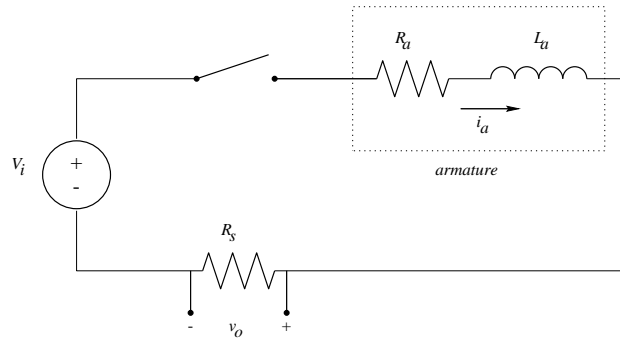 R_a
L_a
i_a
armature
V_i
+
-
R_s
-
v_o
+